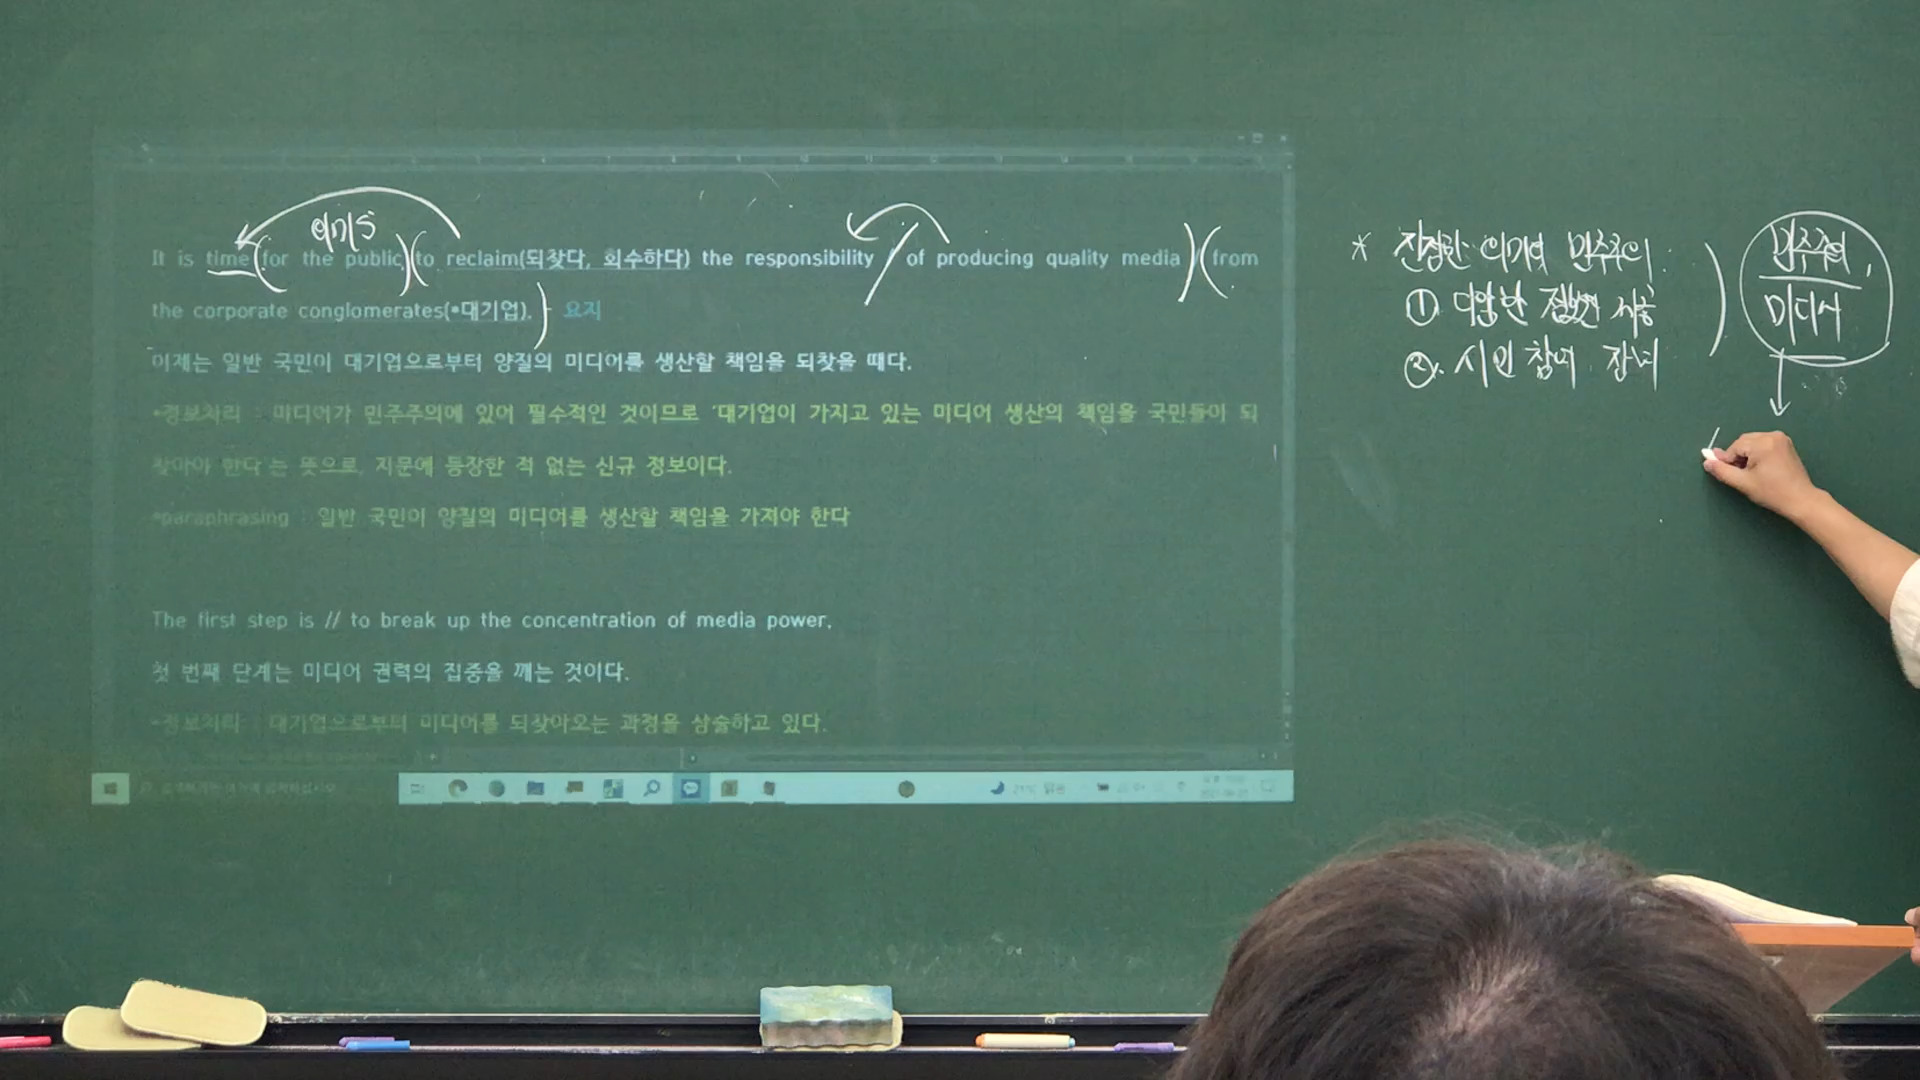 It is time for the public to reclaim(되찾다, 회수하다) the responsibility / of producing quality media / from
the corporate conglomerates(•대기업). 요지
이제는 일반 국민이 대기업으로부터 양질의 미디어를 생산할 책임을 되찾을 때다.
•정보처리 : 미디어가 민주주의에 있어 필수적인 것이므로 '대기업이 가지고 있는 미디어 생산의 책임을 국민들이 되
찾아야 한다'는 뜻으로, 지문에 등장한 적 없는 신규 정보이다.
•paraphrasing : 일반 국민이 양질의 미디어를 생산할 책임을 가져야 한다
The first step is // to break up the concentration of media power.
첫 번째 단계는 미디어 권력의 집중을 깨는 것이다.
•정보처리 : 대기업으로부터 미디어를 되찾아오는 과정을 상술하고 있다.
* 진정한 의미의 민주주의 :
① 다양한
② 시민 참여 장려
민주주의,
미디어